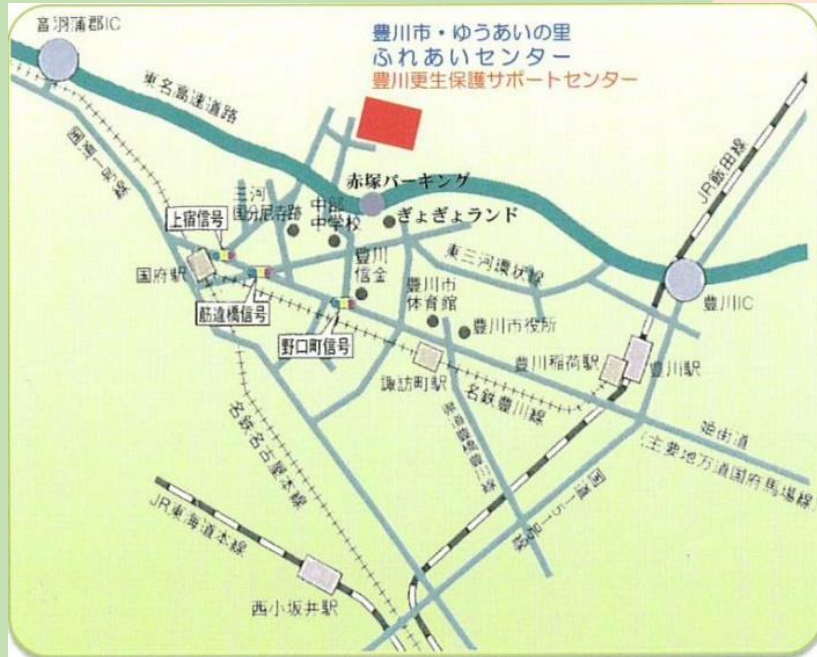 音羽蒲郡IC
豊川市・ゆうあいの里
ふれあいセンター
豊川更生保護サポートセンター
東名高速道路
国道一号線
JR飯田線
赤塚パーキング
三河
国分尼寺跡
中部
中学校
ぎょぎょランド
上宿信号
国府駅
豊川
信金
東三河環状線
筋違橋信号
豊川市
体育館
豊川IC
野口町信号
豊川市役所
豊川稲荷駅
豊川駅
諏訪町駅
名鉄豊川線
名鉄名古屋本線
姫街道
(主要地方道国府馬場線)
国道一五一号線
JR東海道本線
西小坂井駅